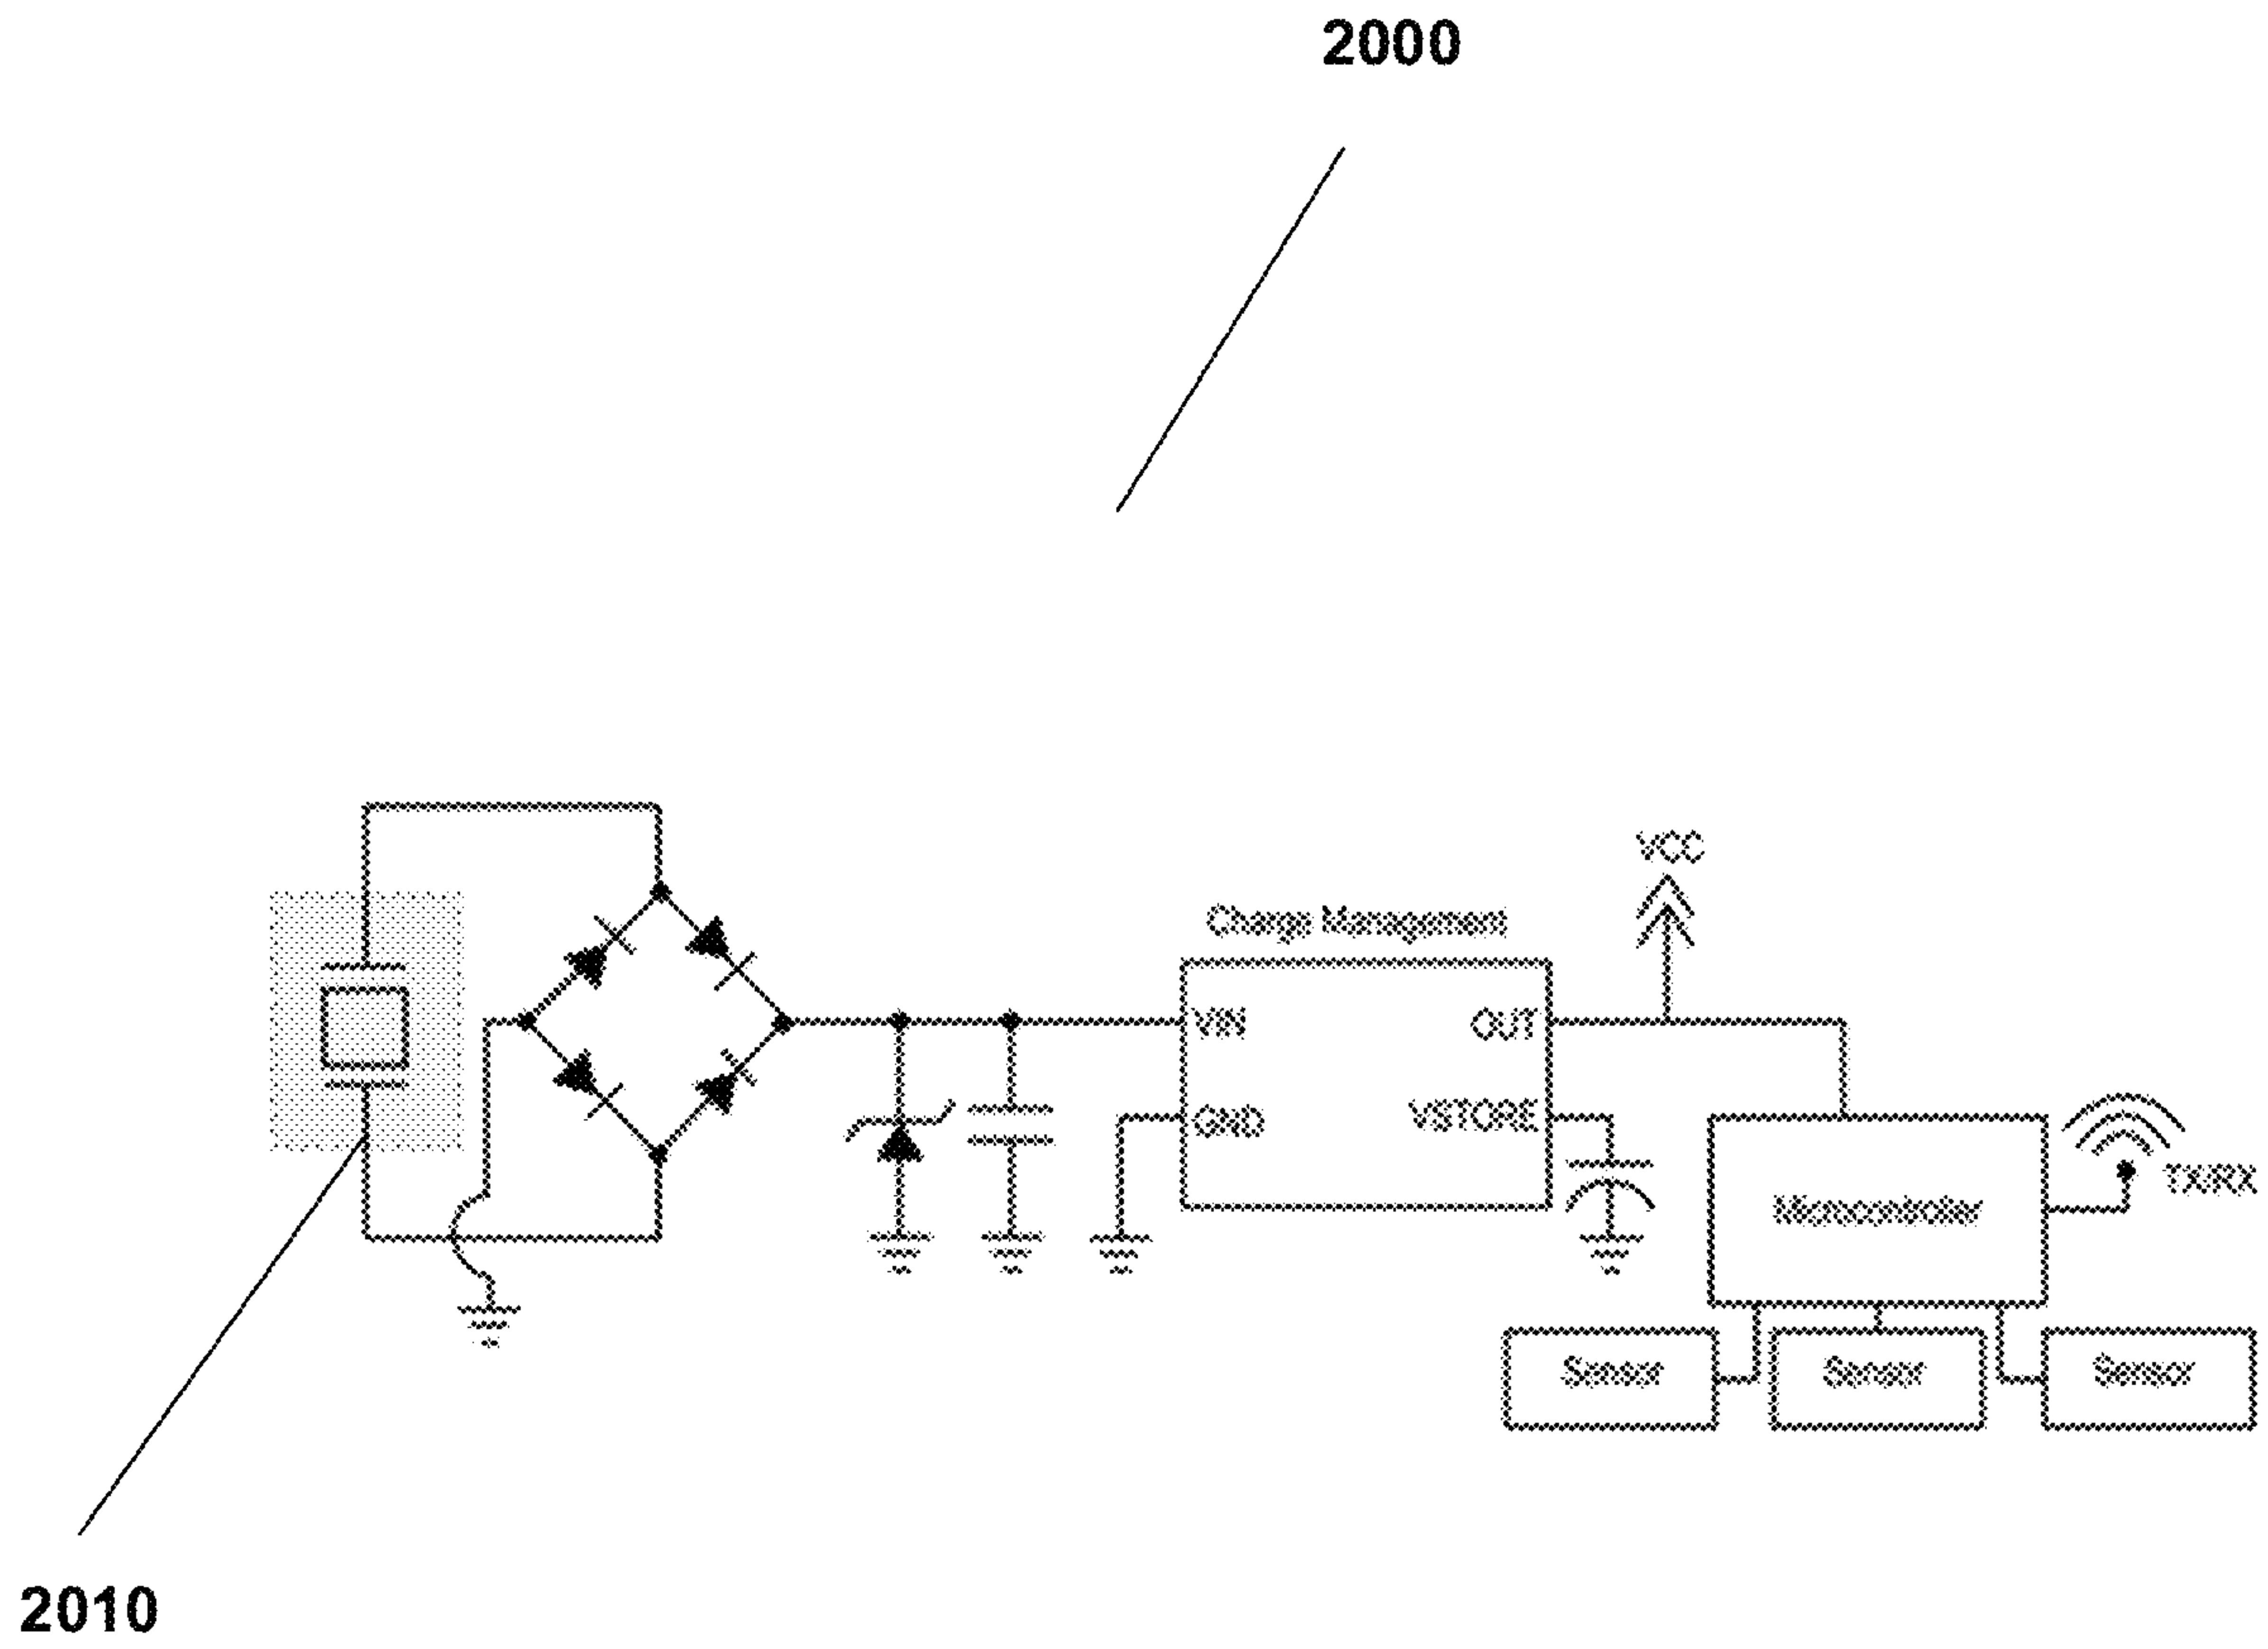 2000
VCC
Charge Management
VIN
OUT
GND
VSTORE
TX/RX
Microcontroller
Sensor
Sensor
Sensor
2010